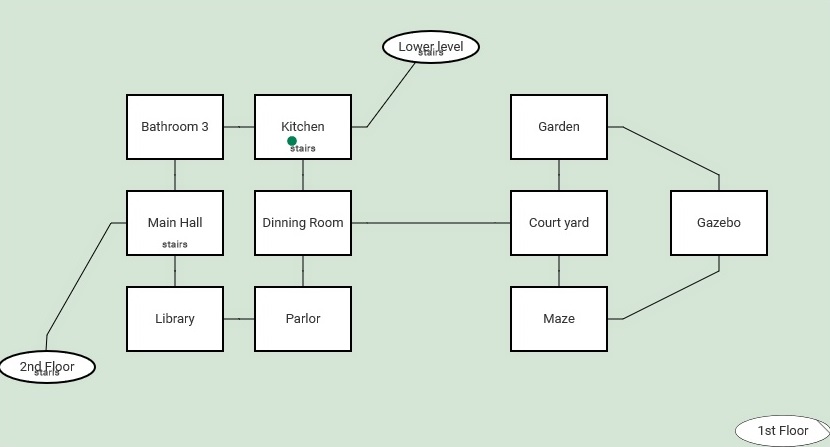 Lower level
stairs
Bathroom 3
Kitchen
stairs
Garden
Main Hall
stairs
Dinning Room
Court yard
Gazebo
Library
Parlor
Maze
2nd Floor
stairs
1st Floor